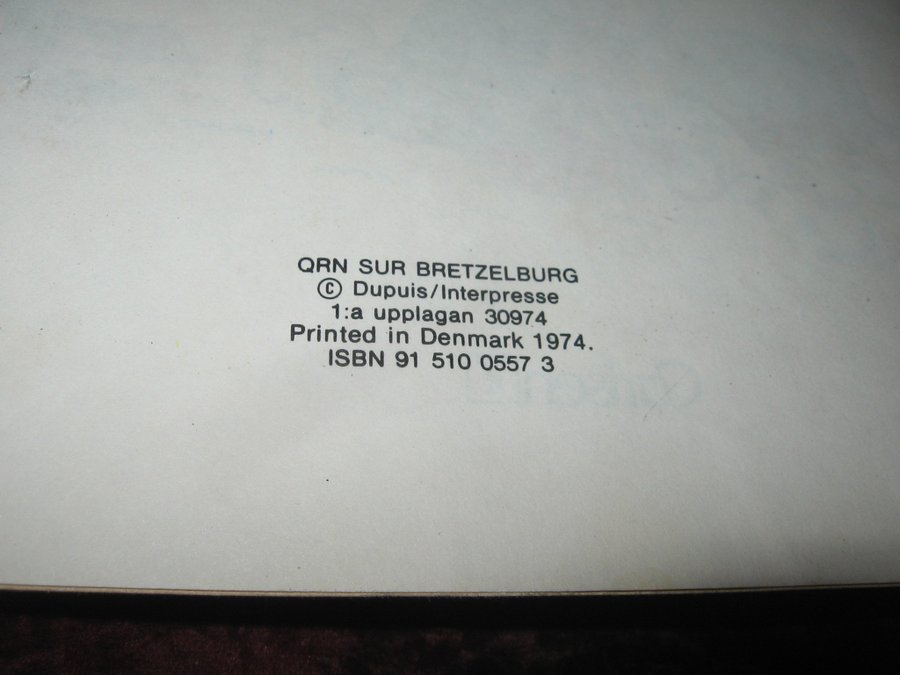 QRN SUR BRETZELBURG
© Dupuis/Interpresse
1:a upplagan 30974
Printed in Denmark 1974.
ISBN 91 510 0557 3